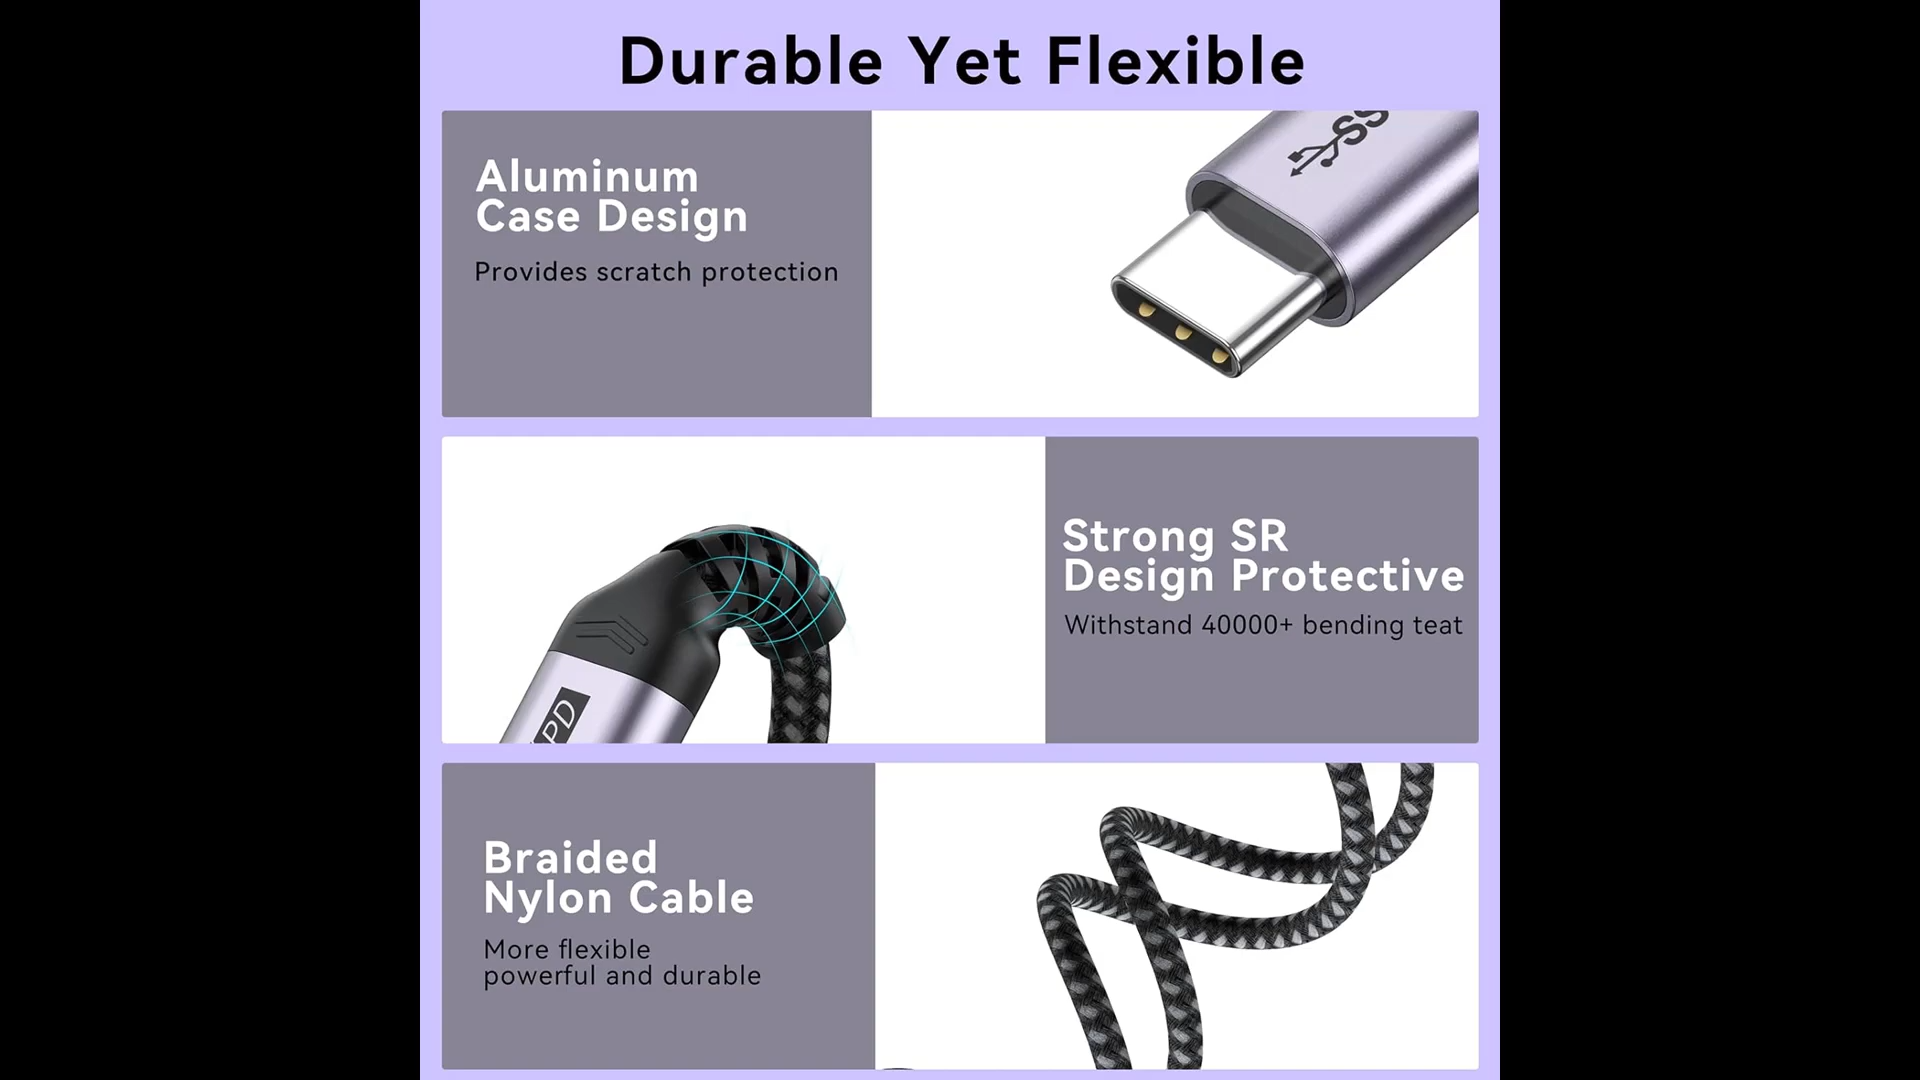 Durable Yet Flexible
Aluminum
Case Design
Provides scratch protection
SS
Strong SR
Design Protective
Withstand 40000+ bending teat
PD
Braided
Nylon Cable
More flexible
powerful and durable